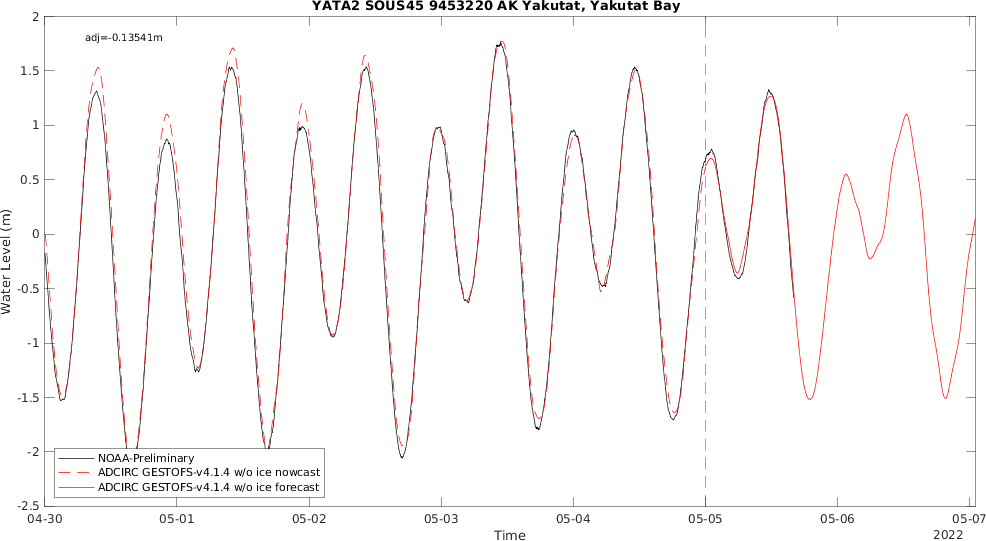 YATA2 SOUS45 9453220 AK Yakutat, Yakutat Bay
adj=-0.13541m
2
1.5
1
0.5
0
-0.5
-1
-1.5
-2
-2.5
Water Level (m)
NOAA-Preliminary
ADCIRC GESTOFS-v4.1.4 w/o ice nowcast
ADCIRC GESTOFS-v4.1.4 w/o ice forecast
04-30 05-01 05-02 05-03 05-04 05-05 05-06 05-07
Time
2022